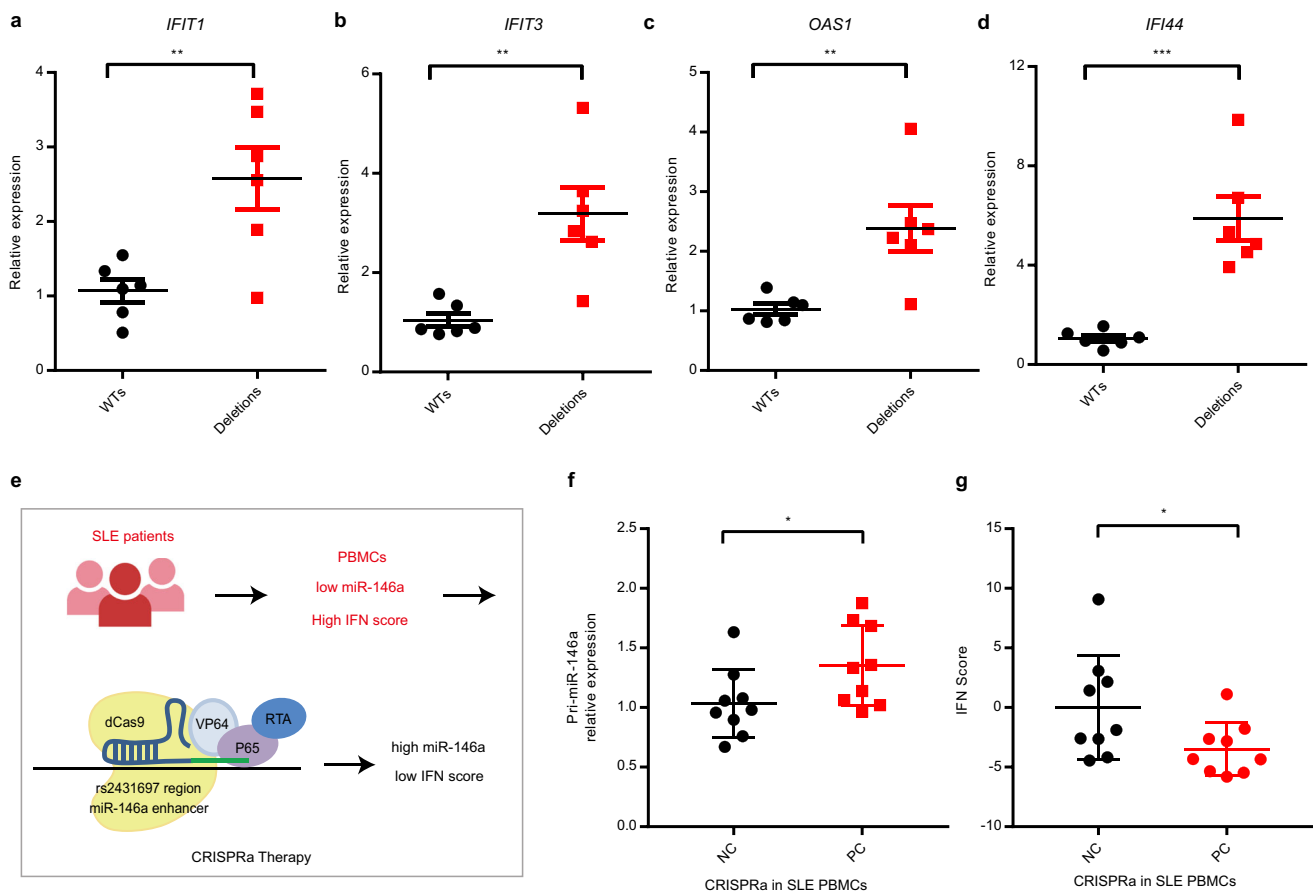 a
IFIT1
**
Relative expression
4
3
2
1
0
WTs
Deletions
b
IFIT3
**
Relative expression
6
4
2
0
WTs
Deletions
c
OAS1
**
Relative expression
5
4
3
2
1
0
WTs
Deletions
d
IFI44
***
Relative expression
12
8
4
0
WTs
Deletions
e
SLE patients
PBMCs
low miR-146a
High IFN score
dCas9
VP64
RTA
P65
rs2431697 region
miR-146a enhancer
high miR-146a
low IFN score
CRISPRa Therapy
f
*
Pri-miR-146a
relative expression
2.5
2.0
1.5
1.0
0.5
0.0
NC
PC
CRISPRa in SLE PBMCs
g
*
IFN Score
15
10
5
0
-5
-10
NC
PC
CRISPRa in SLE PBMCs